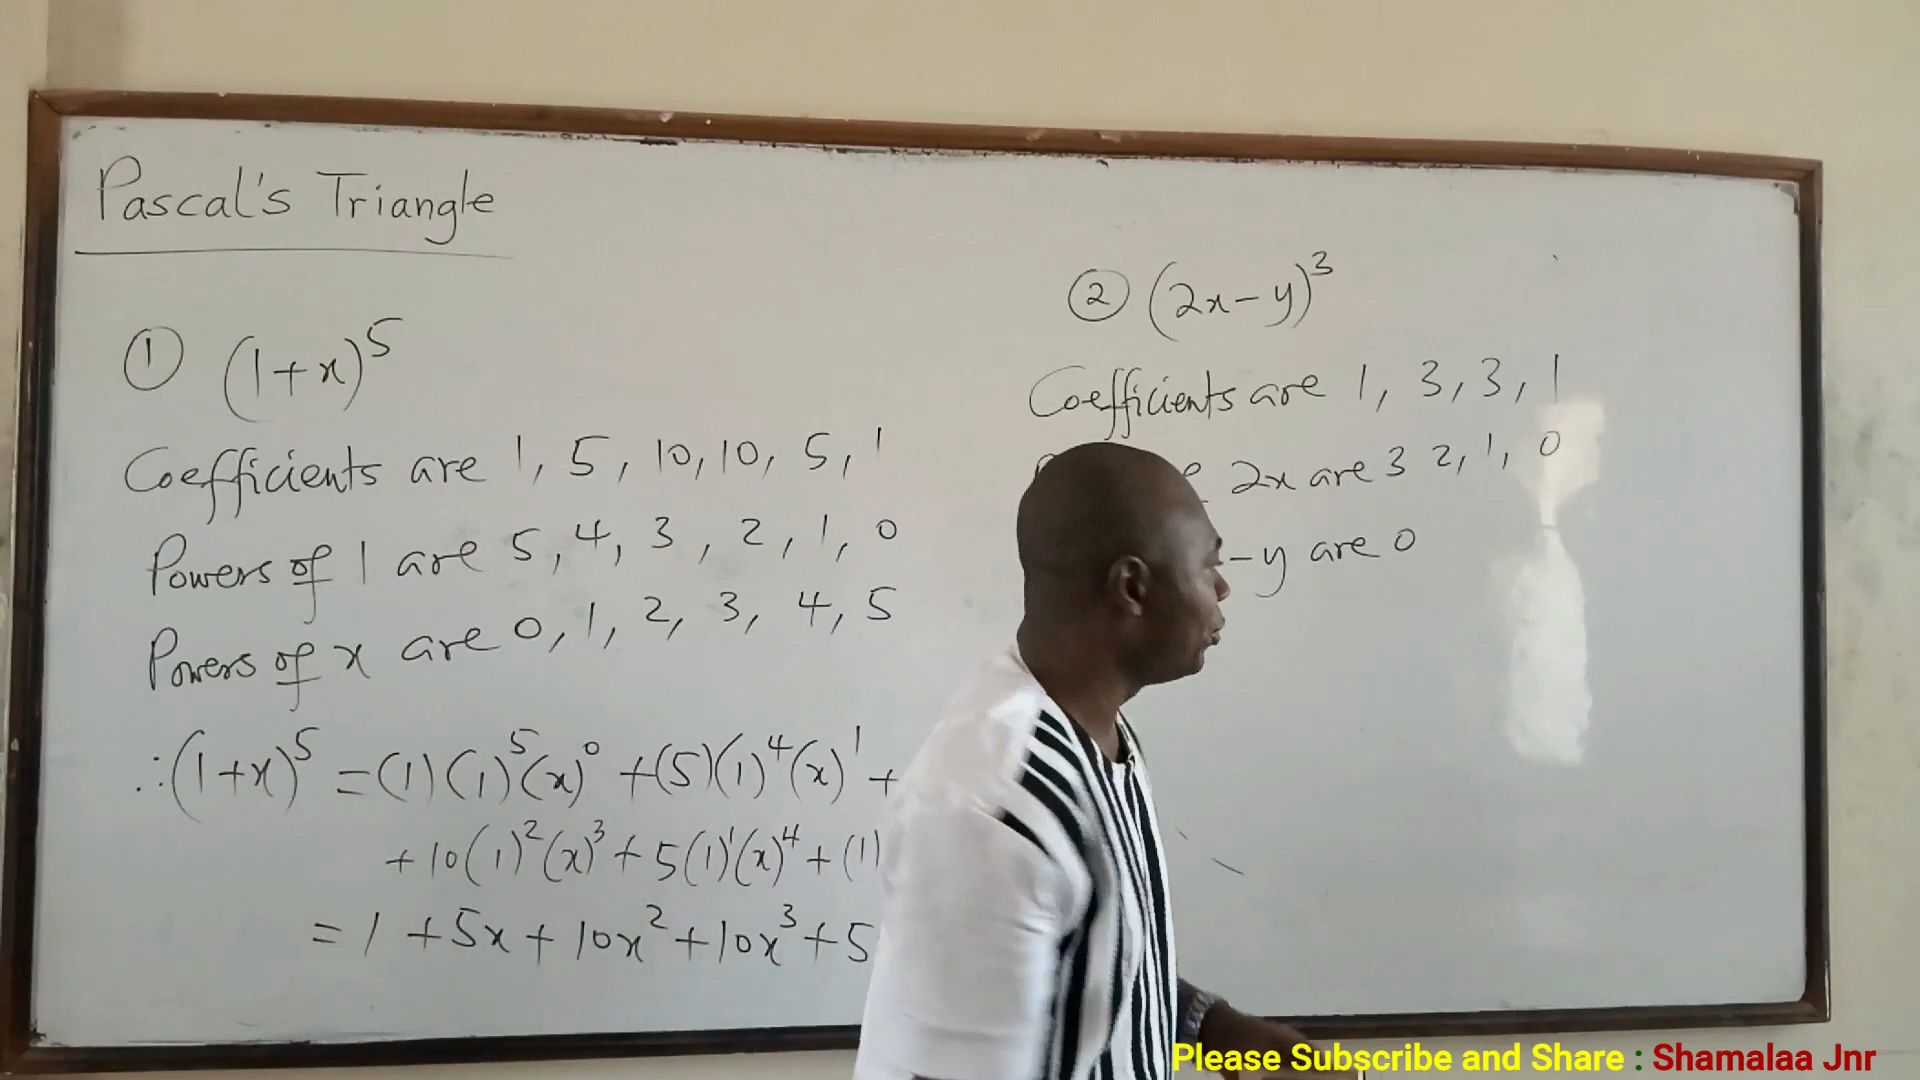 Pascal's Triangle
① (1+x)^5
Coefficients are 1, 5, 10, 10, 5, 1
Powers of 1 are 5, 4, 3, 2, 1, 0
Powers of x are 0, 1, 2, 3, 4, 5
∴(1+x)^5 = (1)(1)^5(x)^0 +(5)(1)^4(x)^1 +
+10(1)^2(x)^3 + 5(1)^1(x)^4 + (1)
= 1 +5x + 10x^2 +10x^3 +5
② (2x-y)^3
Coefficients are 1, 3, 3, 1
2x are 3 2, 1, 0
-y are 0
Please Subscribe and Share : Shamalaa Jnr